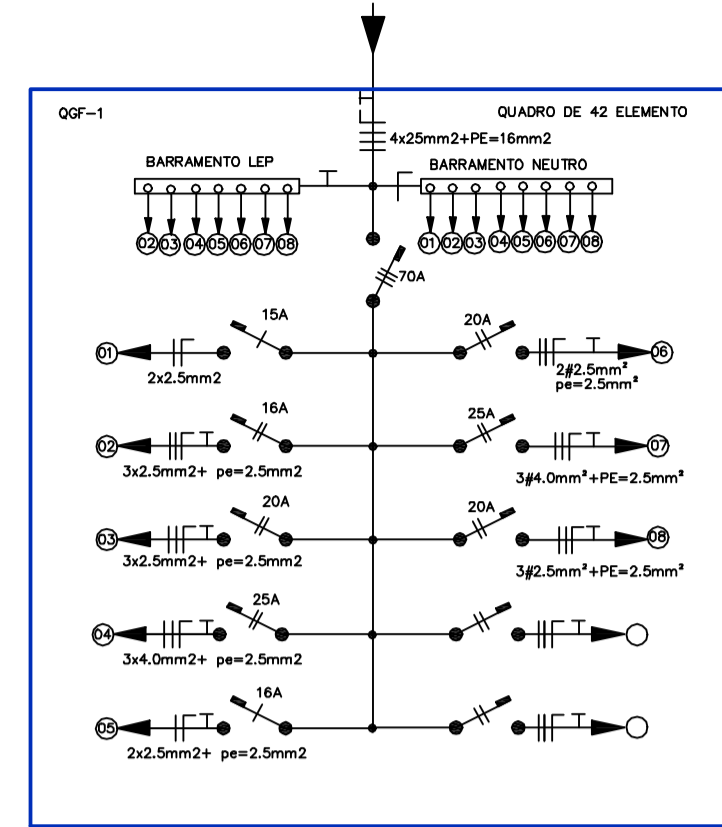 QGF-1
QUADRO DE 42 ELEMENTO
4x25mm2+PE=16mm2
BARRAMENTO LEP
BARRAMENTO NEUTRO
02 03 04 05 06 07 08
01 02 03 04 05 06 07 08
70A
15A
20A
01
06
2x2.5mm2
2#2.5mm²
pe=2.5mm²
16A
25A
02
07
3x2.5mm2+ pe=2.5mm2
3#4.0mm²+PE=2.5mm²
20A
20A
03
08
3x2.5mm2+ pe=2.5mm2
3#2.5mm²+PE=2.5mm²
25A
04
3x4.0mm2+ pe=2.5mm2
16A
05
2x2.5mm2+ pe=2.5mm2